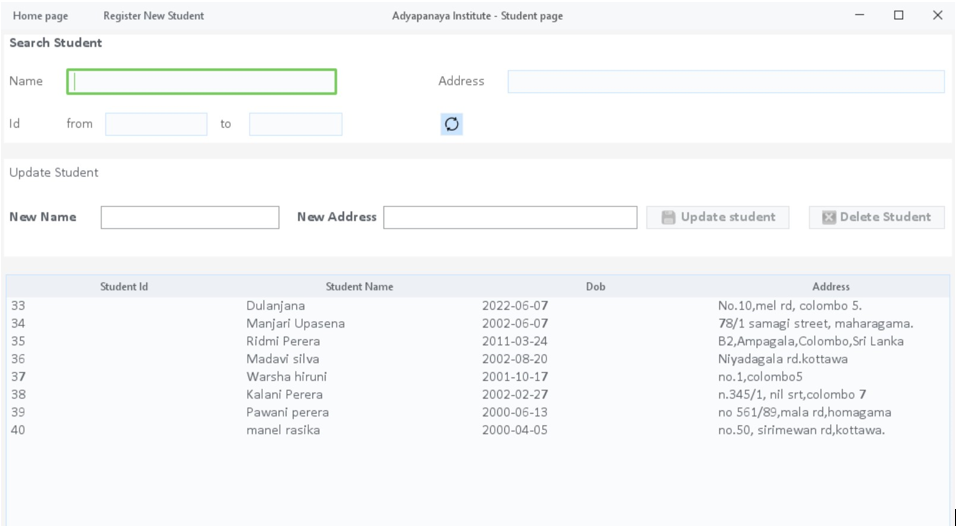 Home page Register New Student Adyapanaya Institute - Student page
Search Student
Name Address
Id from to
Update Student
New Name New Address Update student Delete Student
Student Id Student Name Dob Address
33 Dulanjana 2022-06-07 No.10,mel rd, colombo 5.
34 Manjari Upasena 2002-06-07 78/1 samagi street, maharagama.
35 Ridmi Perera 2011-03-24 B2,Ampagala,Colombo,Sri Lanka
36 Madavi silva 2002-08-20 Niyadagala rd.kottawa
37 Warsha hiruni 2001-10-17 no.1,colombo5
38 Kalani Perera 2002-02-27 n.345/1, nil srt,colombo 7
39 Pawani perera 2000-06-13 no 561/89,mala rd,homagama
40 manel rasika 2000-04-05 no.50, sirimewan rd,kottawa.